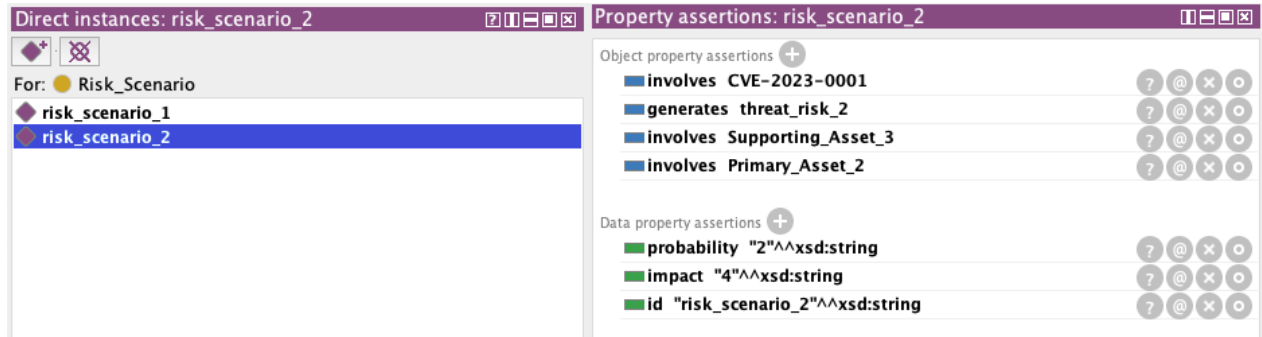 Direct instances: risk_scenario_2
For: Risk_Scenario
risk_scenario_1
risk_scenario_2
Property assertions: risk_scenario_2
Object property assertions
involves CVE-2023-0001
generates threat_risk_2
involves Supporting_Asset_3
involves Primary_Asset_2
Data property assertions
probability "2"^^xsd:string
impact "4"^^xsd:string
id "risk_scenario_2"^^xsd:string